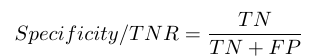 Specificity/TNR = TN / (TN + FP)